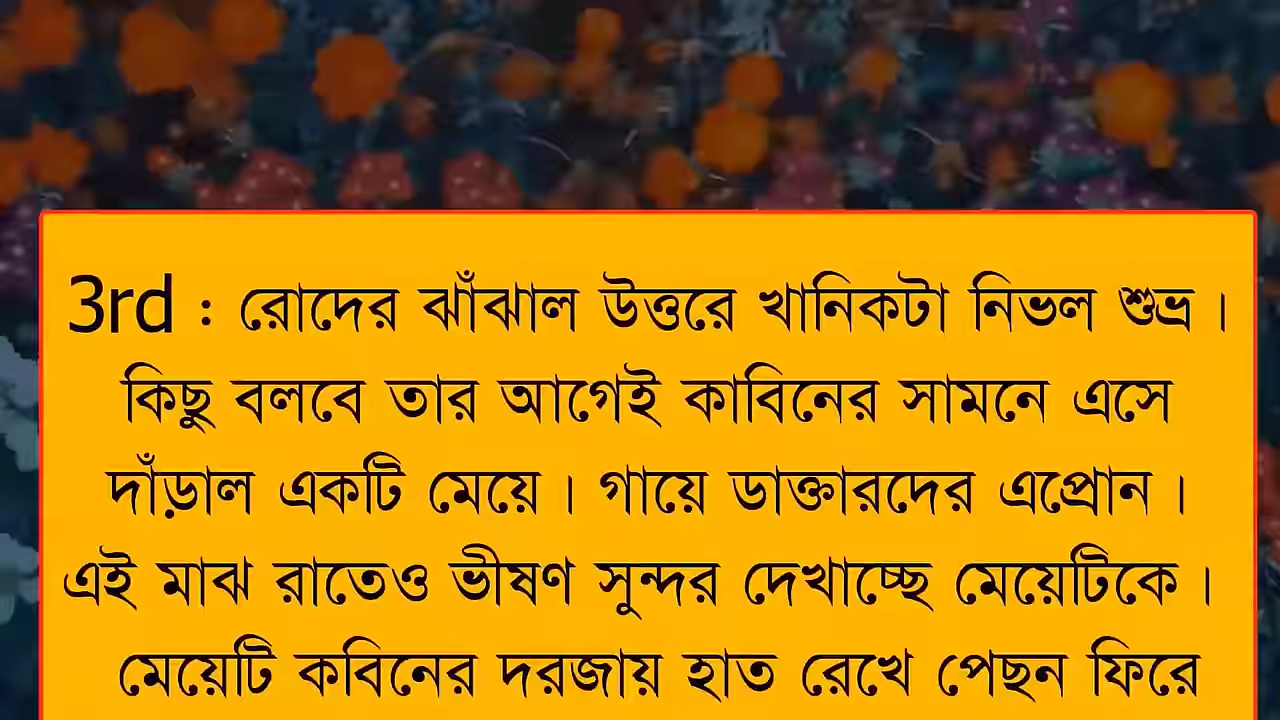 3rd : রোদের ঝাঁঝাল উত্তরে খানিকটা নিভল শুভ্র।
কিছু বলবে তার আগেই কাবিনের সামনে এসে
দাঁড়াল একটি মেয়ে। গায়ে ডাক্তারদের এপ্রোন।
এই মাঝ রাতেও ভীষণ সুন্দর দেখাচ্ছে মেয়েটিকে।
মেয়েটি কবিনের দরজায় হাত রেখে পেছন ফিরে